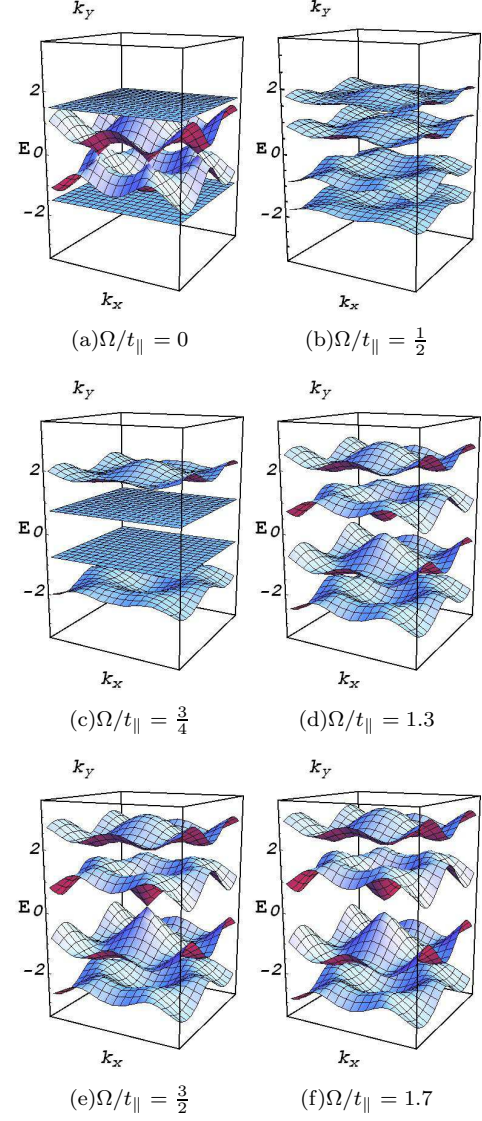 k_y k_y
2 2
E 0 E 0
-2 -2
k_x k_x
(a)Ω/t_∥ = 0 (b)Ω/t_∥ = 1/2
k_y k_y
2 2
E 0 E 0
-2 -2
k_x k_x
(c)Ω/t_∥ = 3/4 (d)Ω/t_∥ = 1.3
k_y k_y
2 2
E 0 E 0
-2 -2
k_x k_x
(e)Ω/t_∥ = 3/2 (f)Ω/t_∥ = 1.7